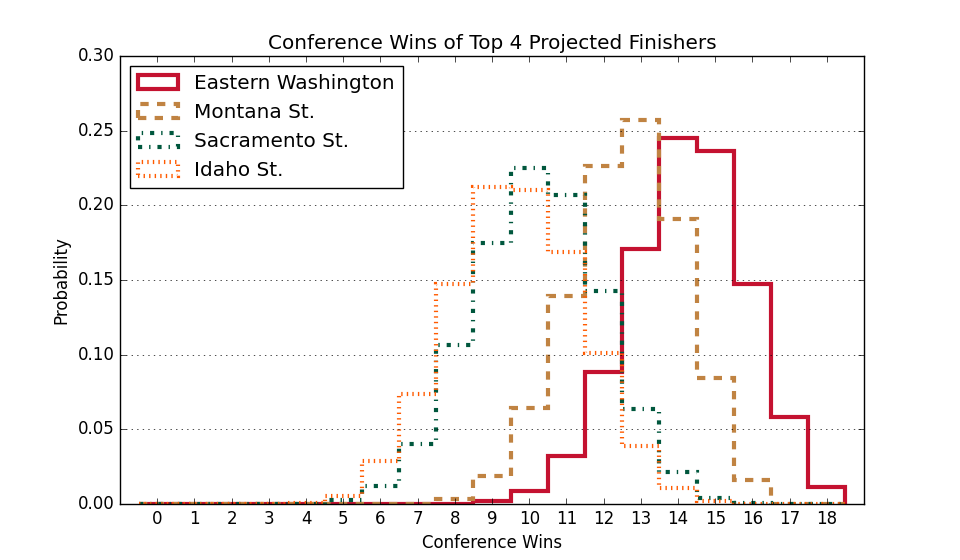 Conference Wins of Top 4 Projected Finishers
Eastern Washington
Montana St.
Sacramento St.
Idaho St.
0.30
0.25
0.20
0.15
0.10
0.05
0.00
Probability
0 1 2 3 4 5 6 7 8 9 10 11 12 13 14 15 16 17 18
Conference Wins